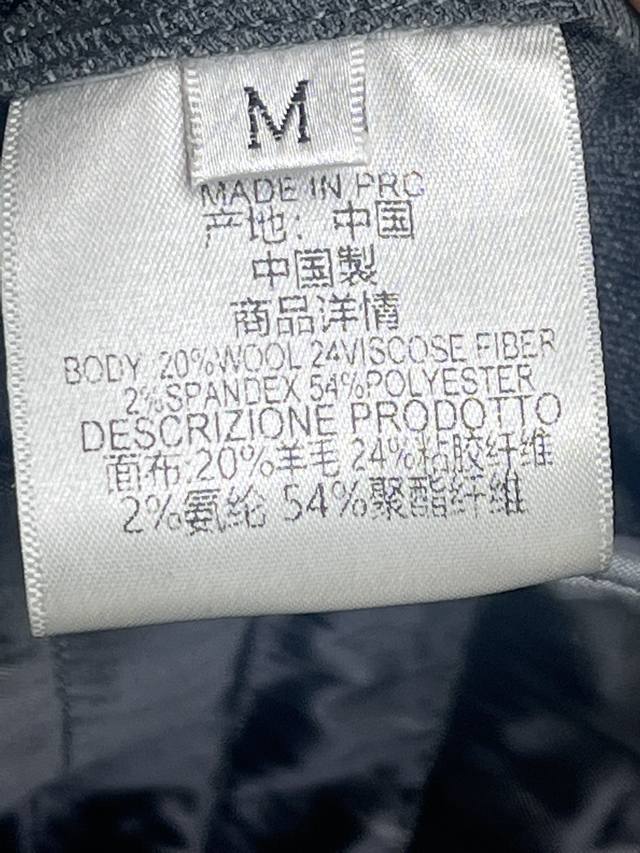 M
MADE IN PRC
产地：中国
中国製
商品详情
BODY 20%WOOL 24VISCOSE FIBER
2%SPANDEX 54%POLYESTER
DESCRIZIONE PRODOTTO
面布:20%羊毛 24%粘胶纤维
2%氨纶 54%聚酯纤维